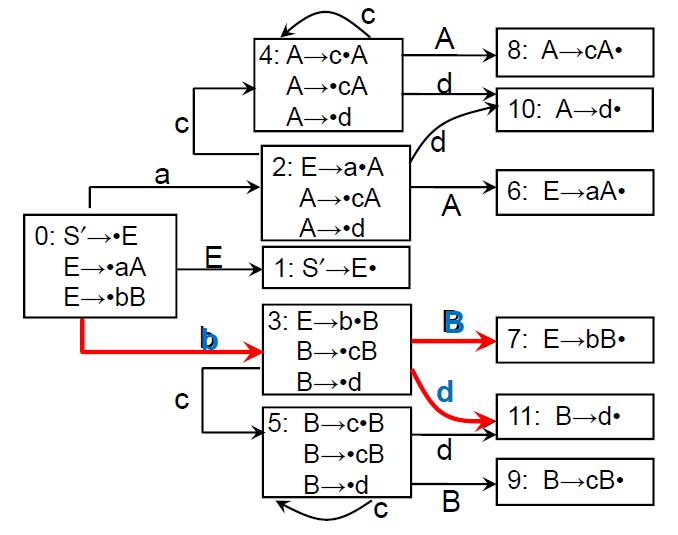 c
4: A→c•A
A→•cA
A→•d
A
8: A→cA•
d
10: A→d•
c
d
2: E→a•A
A→•cA
A→•d
a
A
6: E→aA•
0: S′→•E
E→•aA
E→•bB
E
1: S′→E•
b
3: E→b•B
B→•cB
B→•d
B
7: E→bB•
d
11: B→d•
c
5: B→c•B
B→•cB
B→•d
d
B
9: B→cB•
c